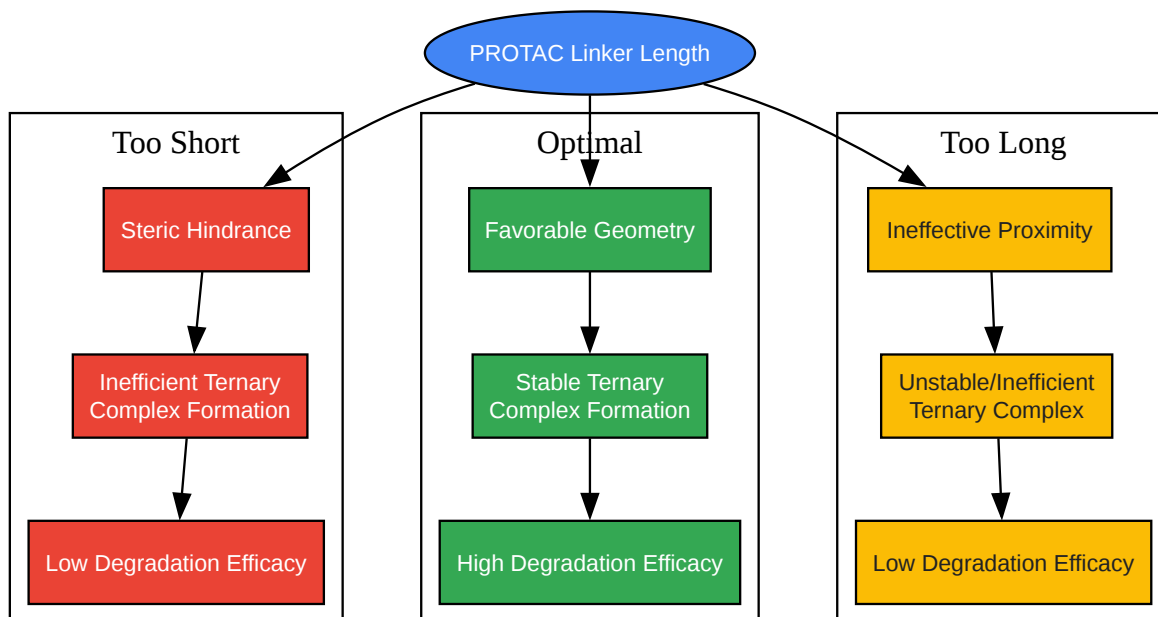 PROTAC Linker Length
Too Short
Steric Hindrance
Inefficient Ternary
Complex Formation
Low Degradation Efficacy
Optimal
Favorable Geometry
Stable Ternary
Complex Formation
High Degradation Efficacy
Too Long
Ineffective Proximity
Unstable/Inefficient
Ternary Complex
Low Degradation Efficacy